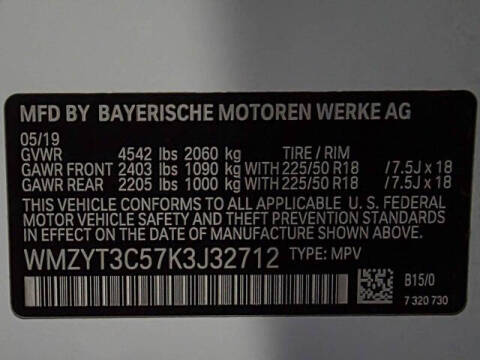 MFD BY BAYERISCHE MOTOREN WERKE AG
05/19
GVWR 4542 lbs 2060 kg TIRE / RIM
GAWR FRONT 2403 lbs 1090 kg WITH 225/50 R18 / 7.5J x 18
GAWR REAR 2205 lbs 1000 kg WITH 225/50 R18 / 7.5J x 18
THIS VEHICLE CONFORMS TO ALL APPLICABLE U. S. FEDERAL
MOTOR VEHICLE SAFETY AND THEFT PREVENTION STANDARDS
IN EFFECT ON THE DATE OF MANUFACTURE SHOWN ABOVE.
WMZYT3C57K3J32712 TYPE: MPV
B15/0
7 320 730